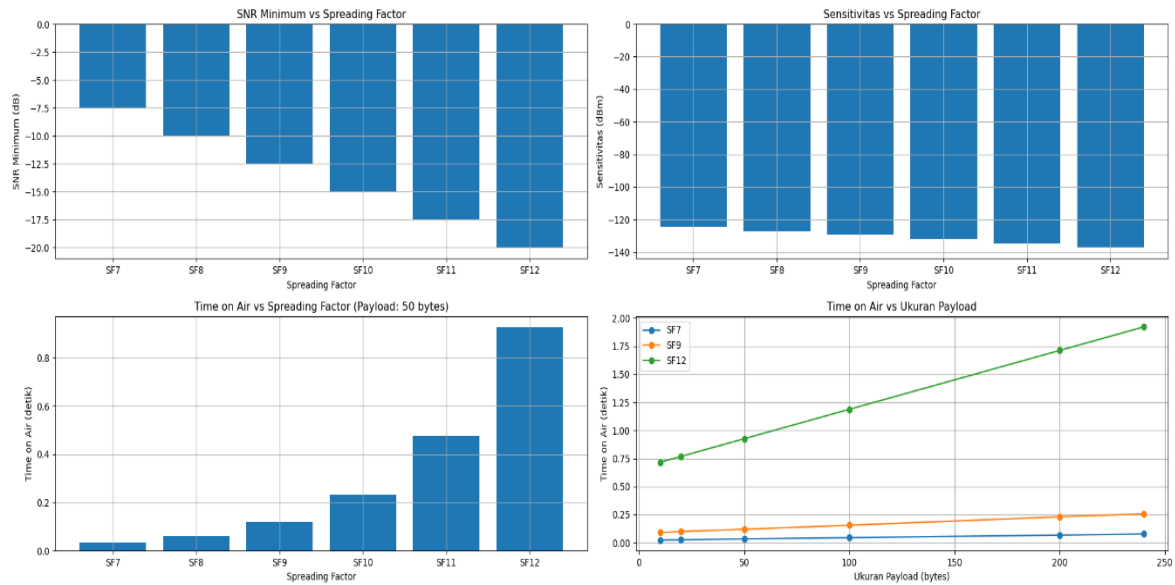 SNR Minimum vs Spreading Factor
SNR Minimum (dB)
0.0
−2.5
−5.0
−7.5
−10.0
−12.5
−15.0
−17.5
−20.0
SF7 SF8 SF9 SF10 SF11 SF12
Spreading Factor
Sensitivitas vs Spreading Factor
Sensitivitas (dBm)
0
−20
−40
−60
−80
−100
−120
−140
SF7 SF8 SF9 SF10 SF11 SF12
Spreading Factor
Time on Air vs Spreading Factor (Payload: 50 bytes)
Time on Air (detik)
0.8
0.6
0.4
0.2
0.0
SF7 SF8 SF9 SF10 SF11 SF12
Spreading Factor
Time on Air vs Ukuran Payload
Time on Air (detik)
2.00
1.75
1.50
1.25
1.00
0.75
0.50
0.25
0.00
SF7
SF9
SF12
0 50 100 150 200 250
Ukuran Payload (bytes)